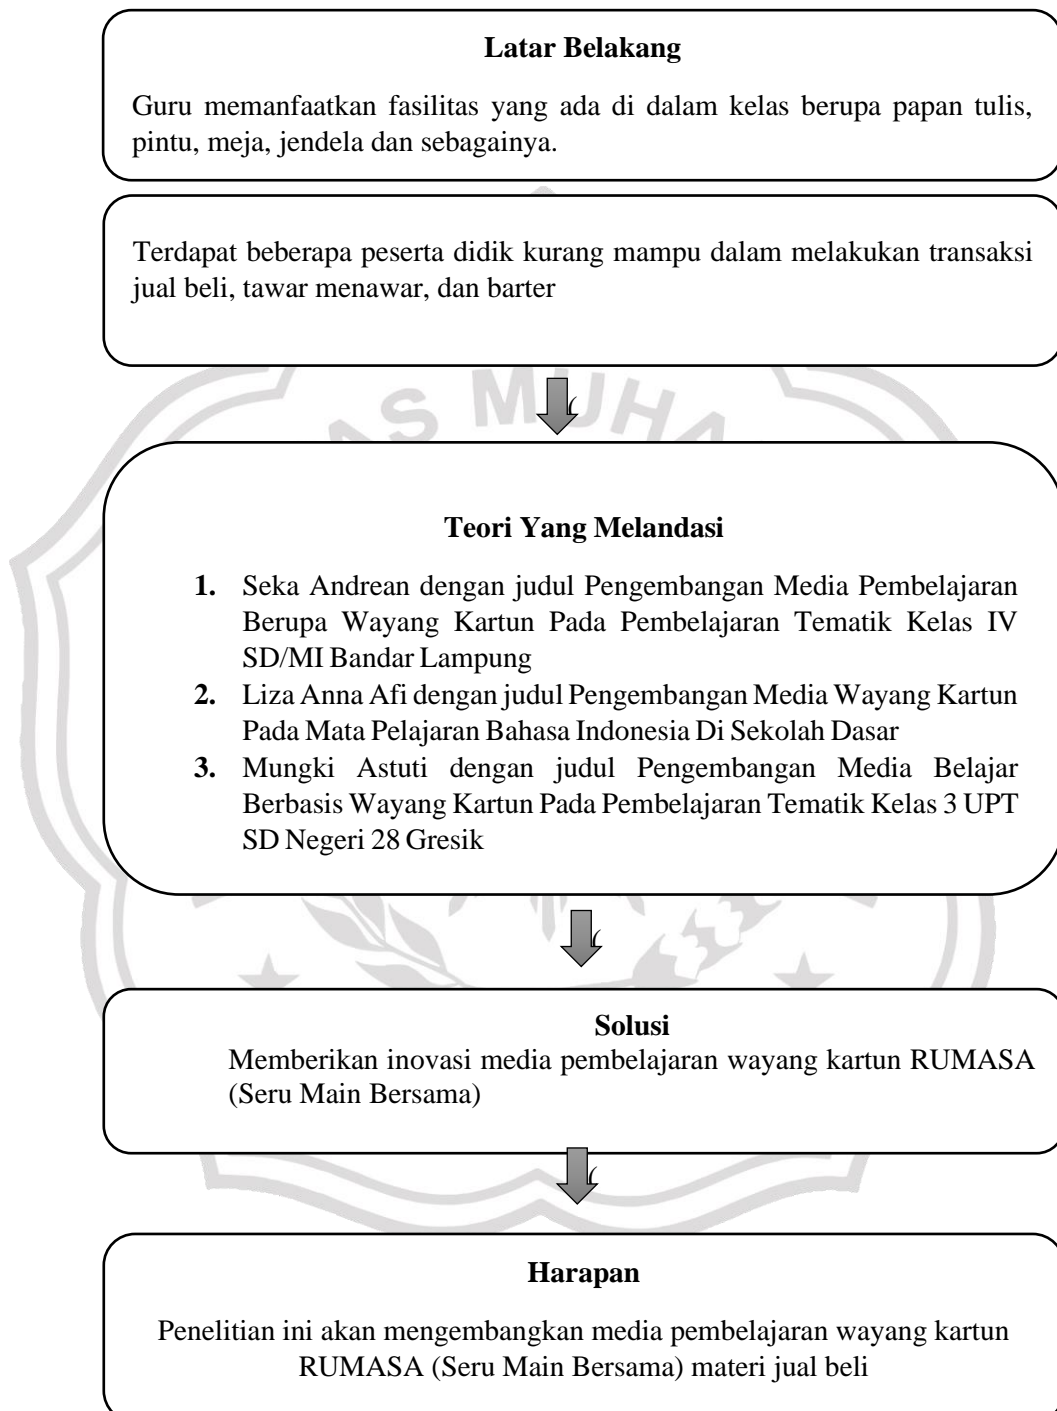 Latar Belakang
Guru memanfaatkan fasilitas yang ada di dalam kelas berupa papan tulis,
pintu, meja, jendela dan sebagainya.
Terdapat beberapa peserta didik kurang mampu dalam melakukan transaksi
jual beli, tawar menawar, dan barter
AS MUHA
Teori Yang Melandasi
1. Seka Andrean dengan judul Pengembangan Media Pembelajaran
Berupa Wayang Kartun Pada Pembelajaran Tematik Kelas IV
SD/MI Bandar Lampung
2. Liza Anna Afi dengan judul Pengembangan Media Wayang Kartun
Pada Mata Pelajaran Bahasa Indonesia Di Sekolah Dasar
3. Mungki Astuti dengan judul Pengembangan Media Belajar
Berbasis Wayang Kartun Pada Pembelajaran Tematik Kelas 3 UPT
SD Negeri 28 Gresik
Solusi
Memberikan inovasi media pembelajaran wayang kartun RUMASA
(Seru Main Bersama)
Harapan
Penelitian ini akan mengembangkan media pembelajaran wayang kartun
RUMASA (Seru Main Bersama) materi jual beli